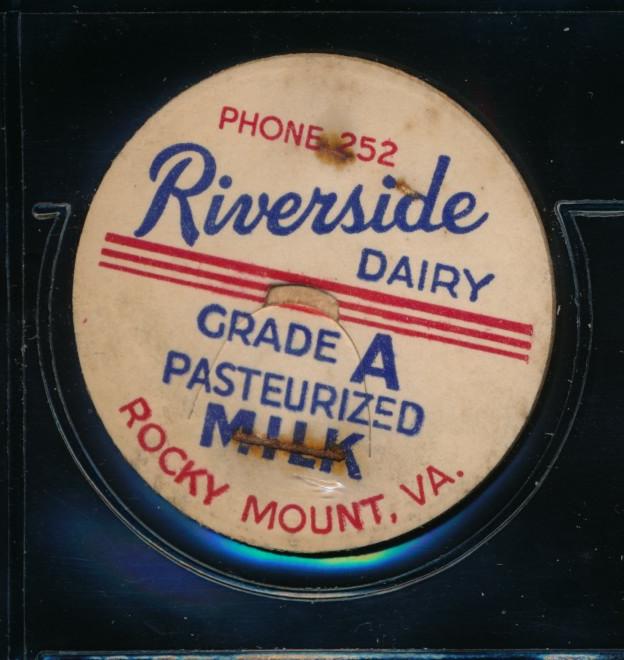 PHONE 252
Riverside
DAIRY
GRADE A
PASTEURIZED
MILK
ROCKY MOUNT, VA.